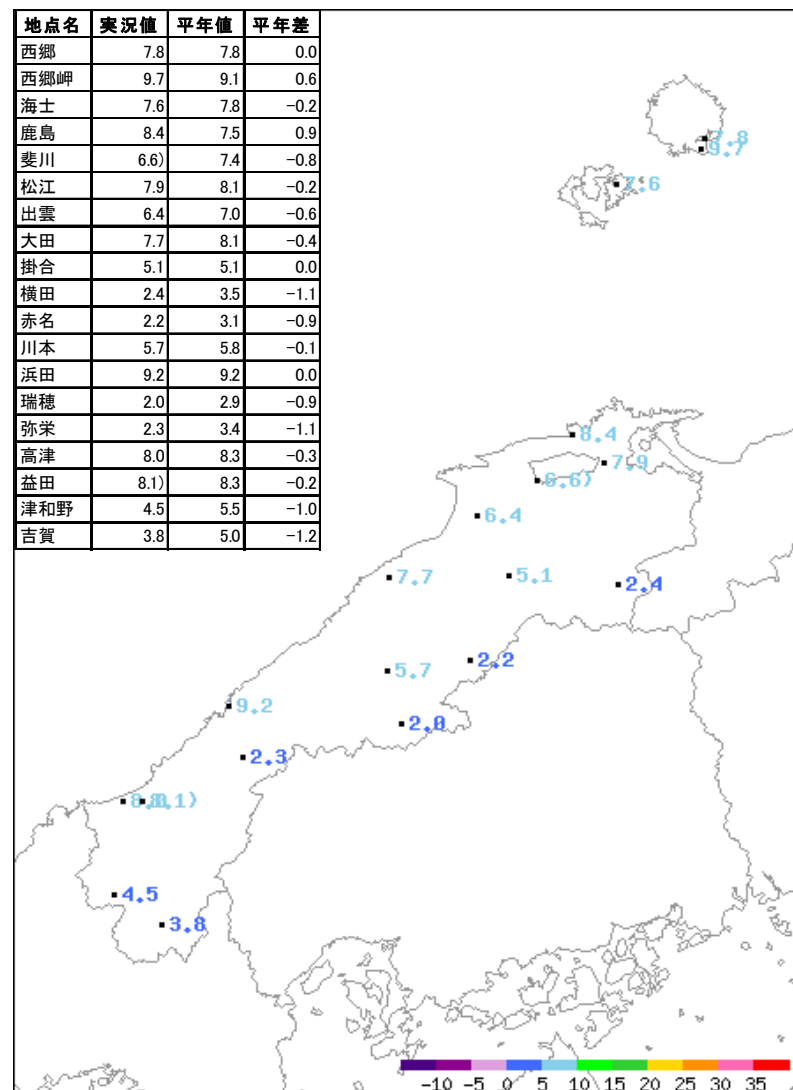 地点名 実況値 平年値 平年差
西郷 7.8 7.8 0.0
西郷岬 9.7 9.1 0.6
海士 7.6 7.8 −0.2
鹿島 8.4 7.5 0.9
斐川 6.6) 7.4 −0.8
松江 7.9 8.1 −0.2
出雲 6.4 7.0 −0.6
大田 7.7 8.1 −0.4
掛合 5.1 5.1 0.0
横田 2.4 3.5 −1.1
赤名 2.2 3.1 −0.9
川本 5.7 5.8 −0.1
浜田 9.2 9.2 0.0
瑞穂 2.0 2.9 −0.9
弥栄 2.3 3.4 −1.1
高津 8.0 8.3 −0.3
益田 8.1) 8.3 −0.2
津和野 4.5 5.5 −1.0
吉賀 3.8 5.0 −1.2
7.8
9.7
7.6
8.4
7.9
6.6)
6.4
7.7 5.1 2.4
2.2
5.7
9.2
2.0
2.3
8.0 8.1)
4.5
3.8
−10 −5 0 5 10 15 20 25 30 35